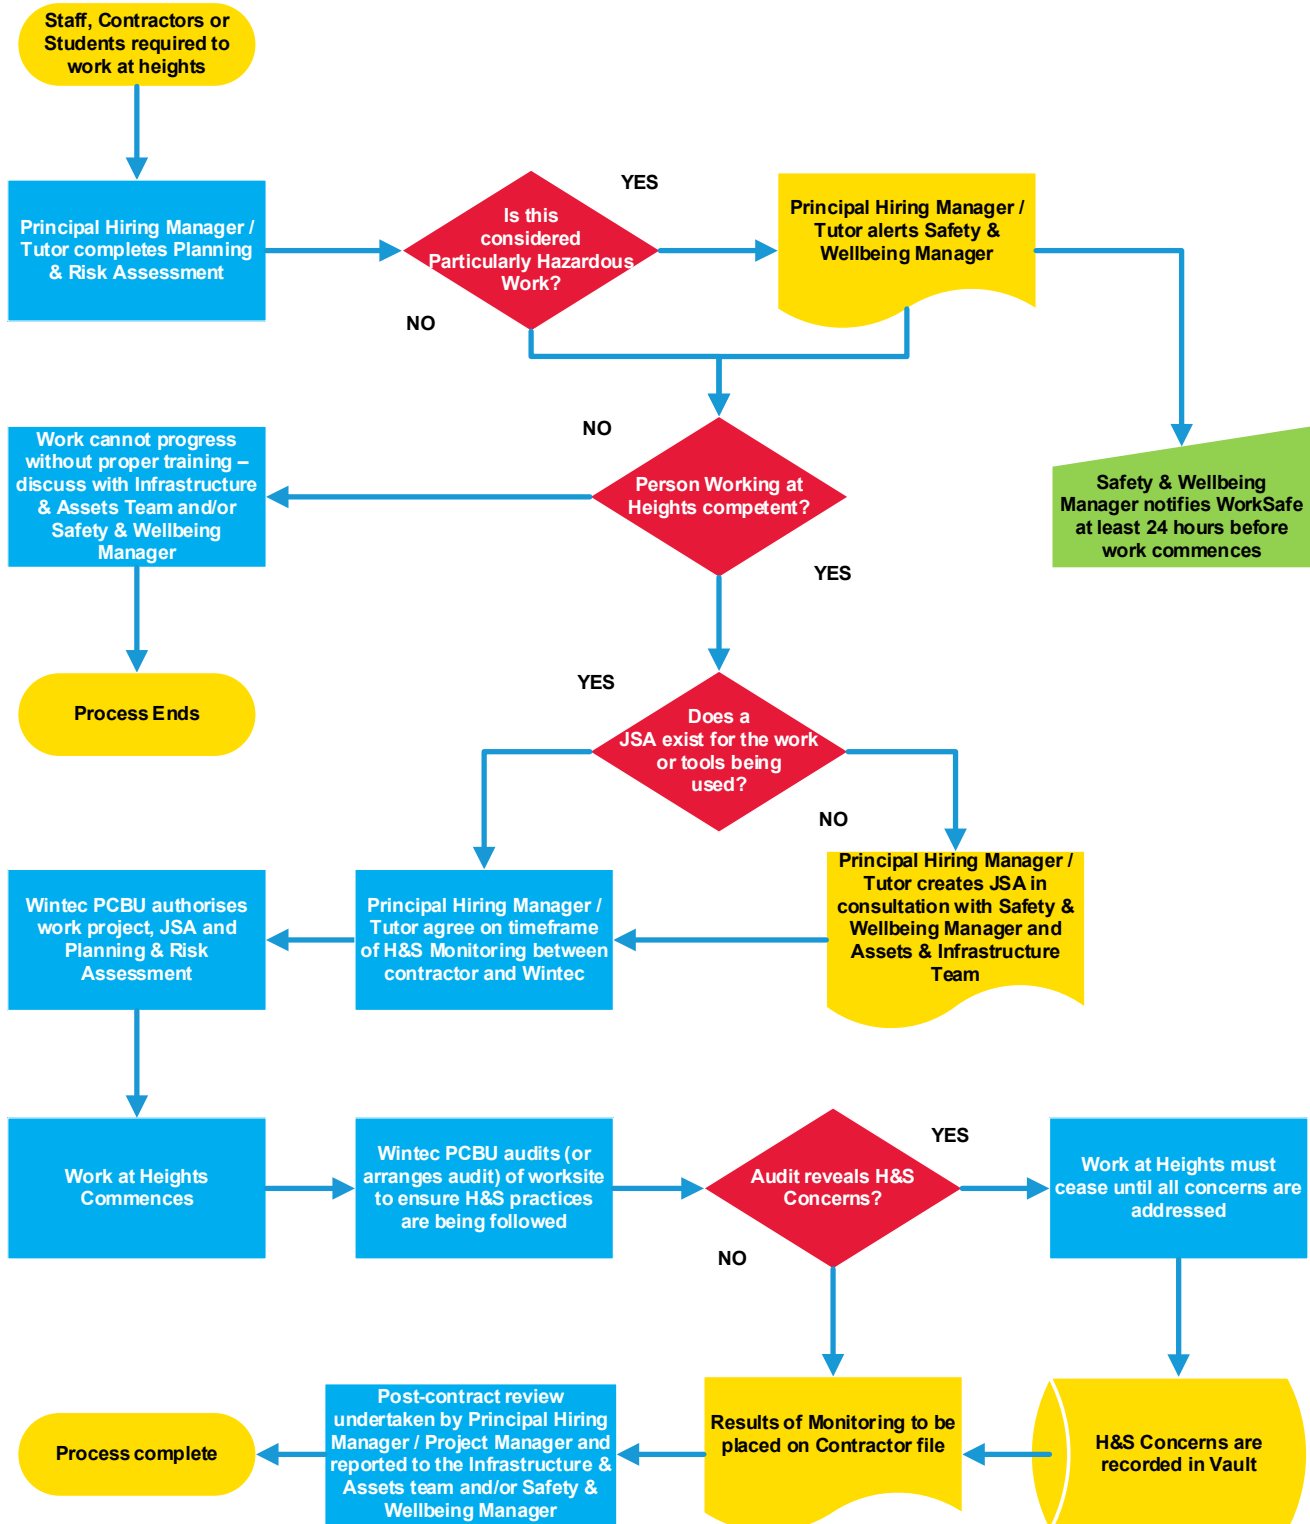 Staff, Contractors or
Students required to
work at heights
Principal Hiring Manager /
Tutor completes Planning
& Risk Assessment
Is this
considered
Particularly Hazardous
Work?
YES
NO
Principal Hiring Manager /
Tutor alerts Safety &
Wellbeing Manager
Safety & Wellbeing
Manager notifies WorkSafe
at least 24 hours before
work commences
Person Working at
Heights competent?
NO
YES
Work cannot progress
without proper training –
discuss with Infrastructure
& Assets Team and/or
Safety & Wellbeing
Manager
Process Ends
Does a
JSA exist for the work
or tools being
used?
YES
NO
Principal Hiring Manager /
Tutor creates JSA in
consultation with Safety &
Wellbeing Manager and
Assets & Infrastructure
Team
Principal Hiring Manager /
Tutor agree on timeframe
of H&S Monitoring between
contractor and Wintec
Wintec PCBU authorises
work project, JSA and
Planning & Risk
Assessment
Work at Heights
Commences
Wintec PCBU audits (or
arranges audit) of worksite
to ensure H&S practices
are being followed
Audit reveals H&S
Concerns?
YES
NO
Work at Heights must
cease until all concerns are
addressed
H&S Concerns are
recorded in Vault
Results of Monitoring to be
placed on Contractor file
Post-contract review
undertaken by Principal Hiring
Manager / Project Manager and
reported to the Infrastructure &
Assets team and/or Safety &
Wellbeing Manager
Process complete